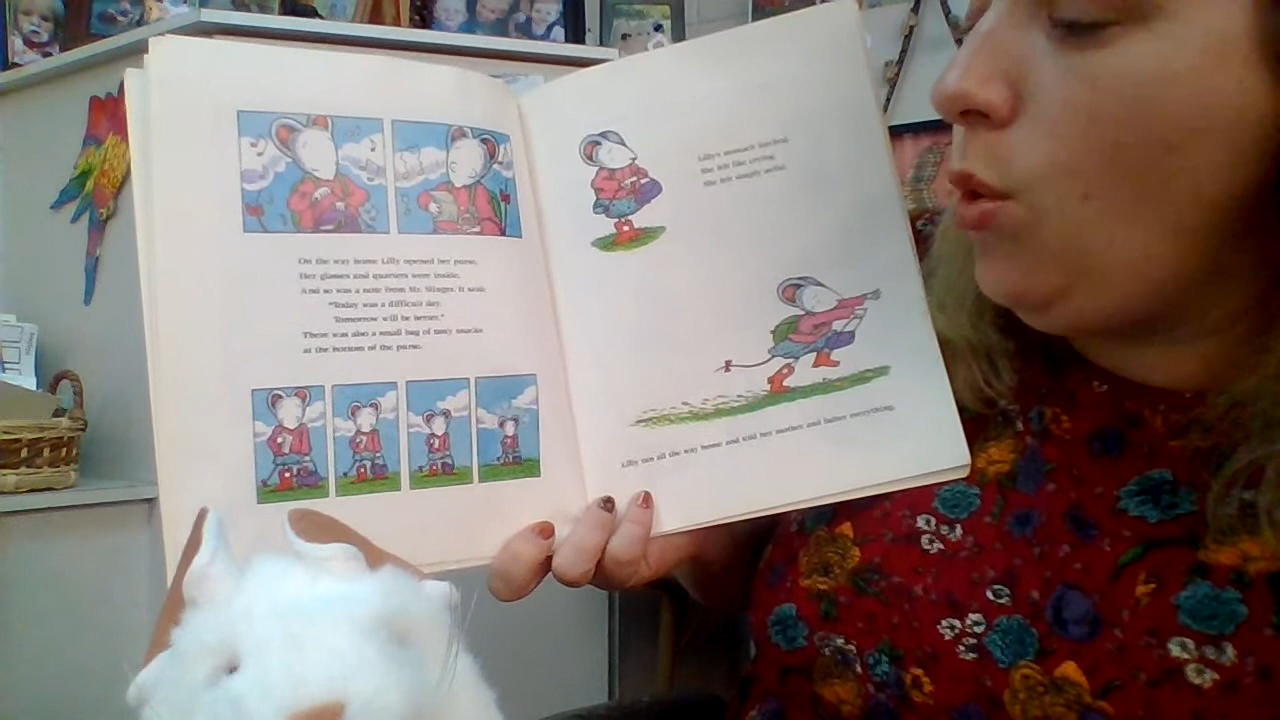 On the way home Lilly opened her purse.
Her glasses and quarters were inside.
And so was a note from Mr. Slinger. It said,
"Today was a difficult day.
Tomorrow will be better."
There was also a small bag of tasty snacks
at the bottom of the purse.
Lilly's stomach lurched.
She felt like crying.
She felt simply awful.
Lilly ran all the way home and told her mother and father everything.